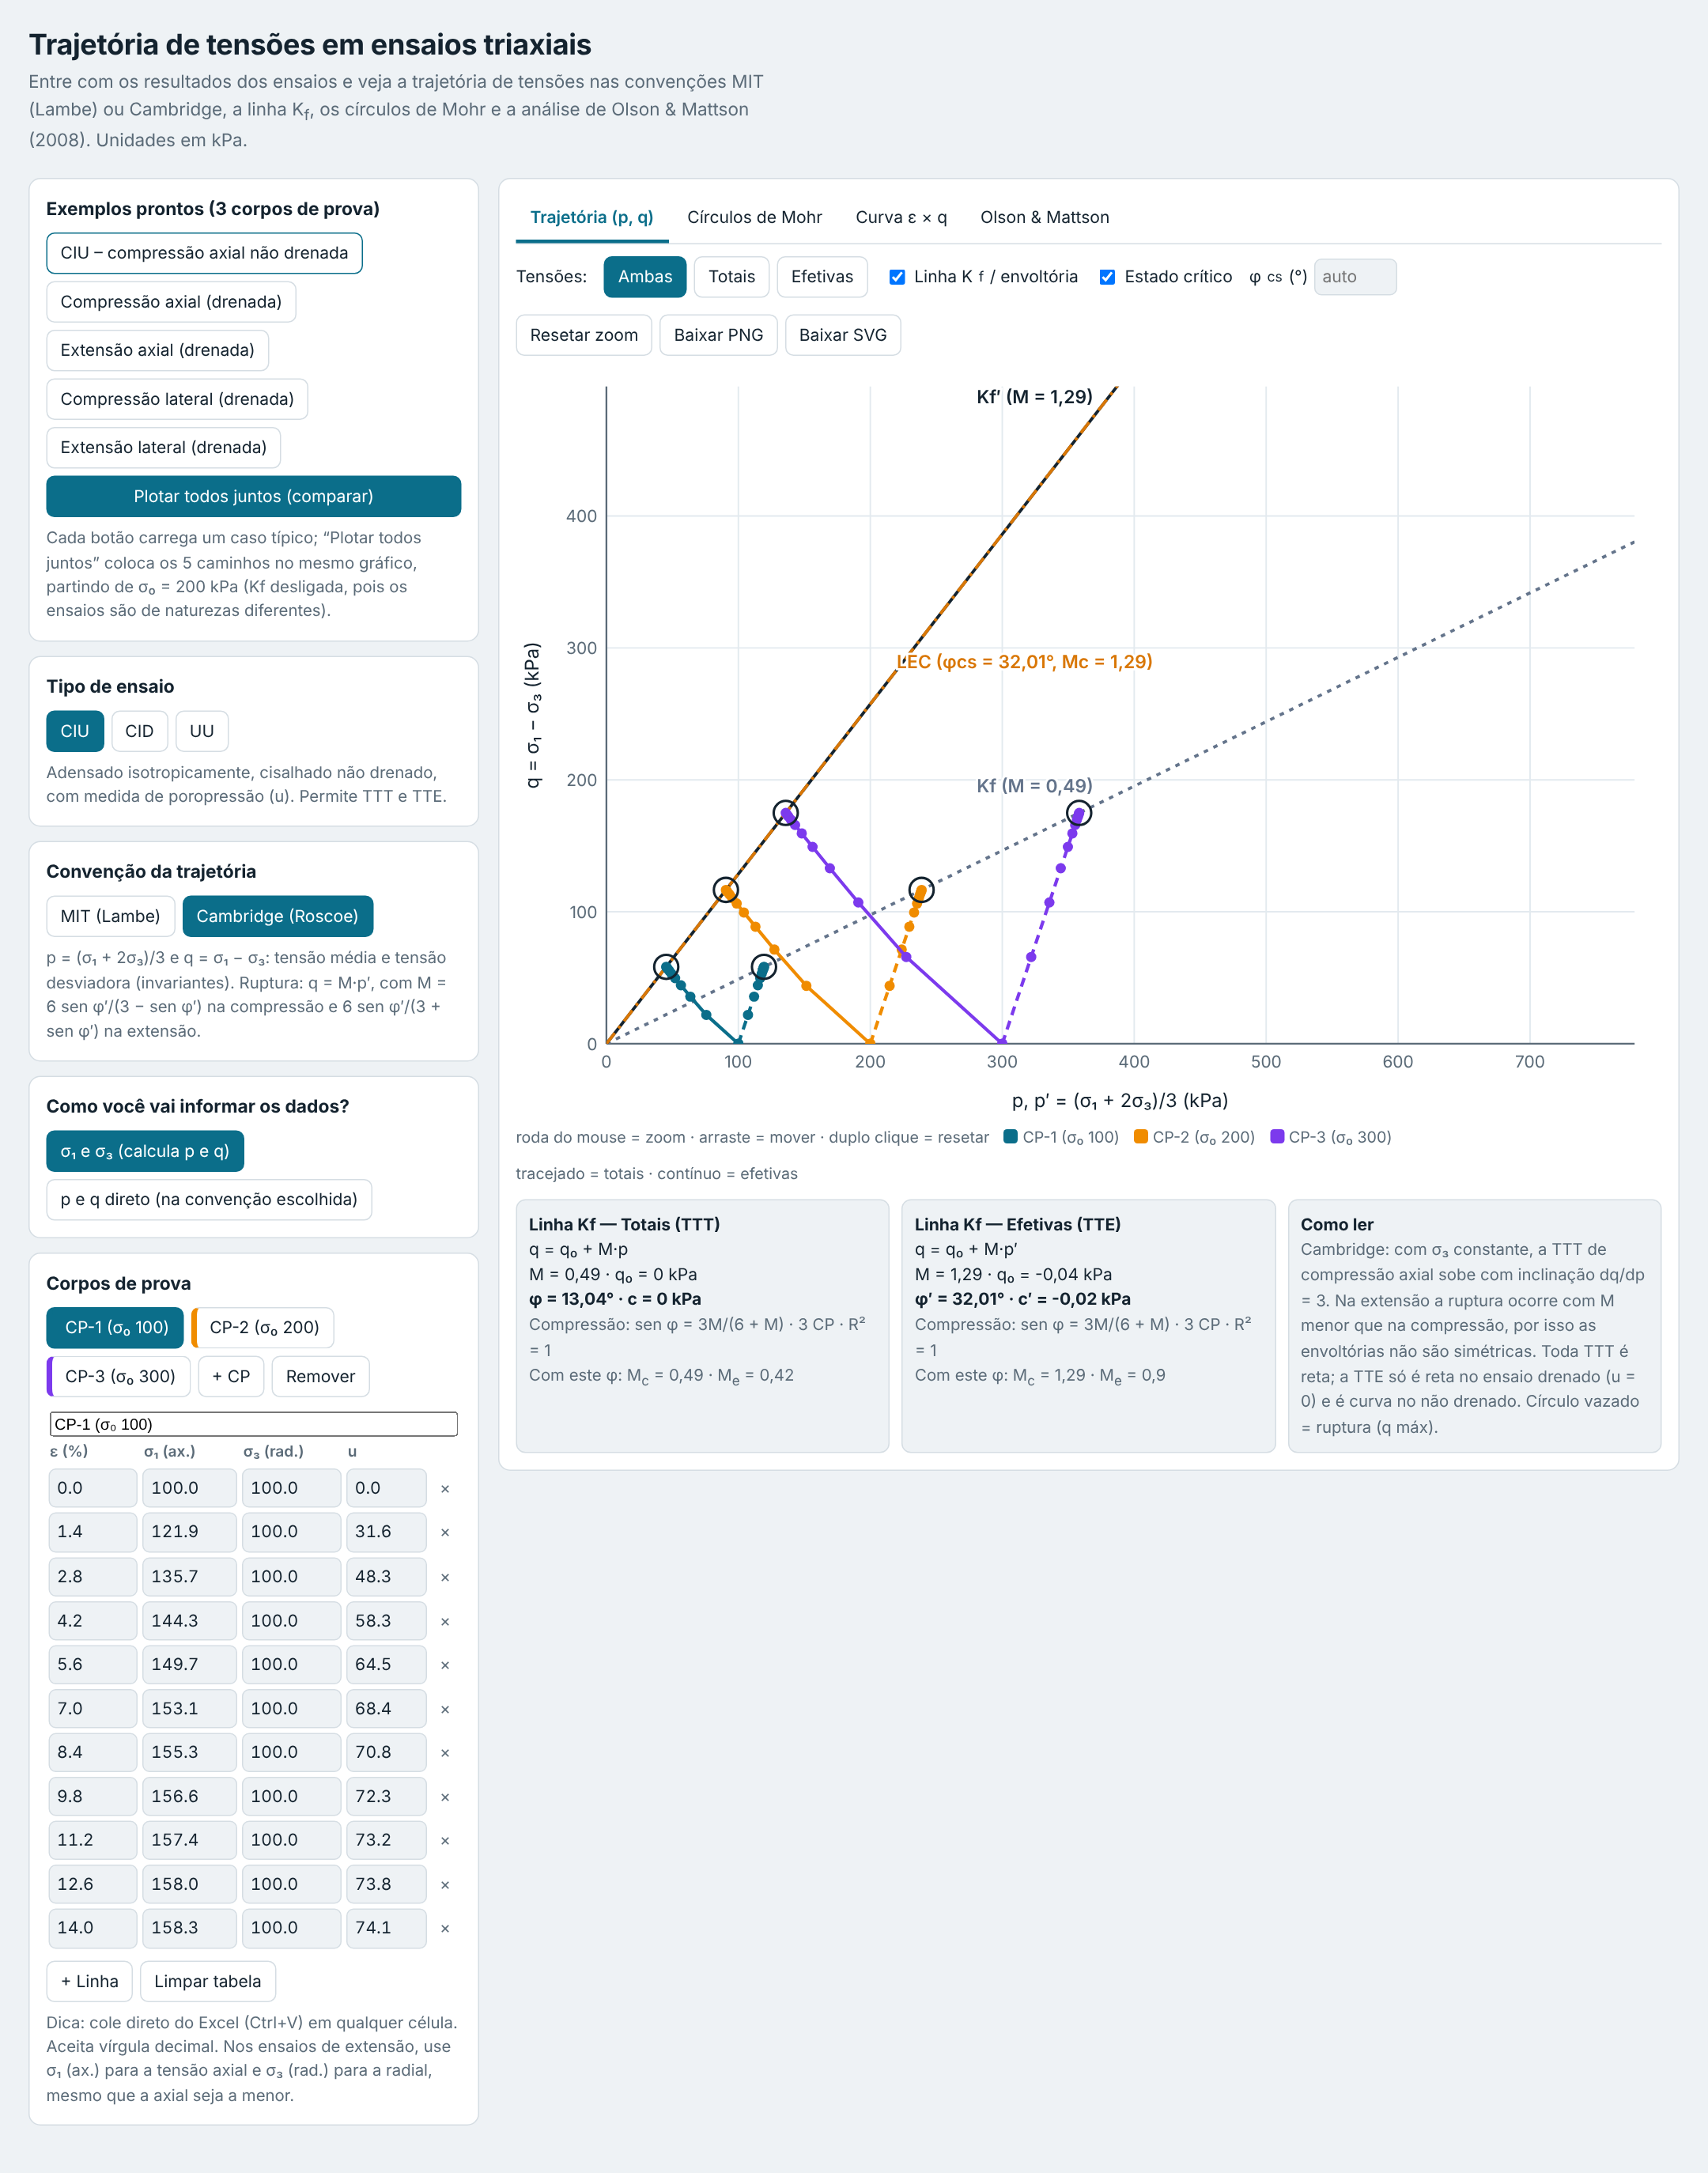 Trajetória de tensões em ensaios triaxiais
Entre com os resultados dos ensaios e veja a trajetória de tensões nas convenções MIT
(Lambe) ou Cambridge, a linha Kf, os círculos de Mohr e a análise de Olson & Mattson
(2008). Unidades em kPa.
Exemplos prontos (3 corpos de prova)
CIU – compressão axial não drenada
Compressão axial (drenada)
Extensão axial (drenada)
Compressão lateral (drenada)
Extensão lateral (drenada)
Plotar todos juntos (comparar)
Cada botão carrega um caso típico; “Plotar todos
juntos” coloca os 5 caminhos no mesmo gráfico,
partindo de σ₀ = 200 kPa (Kf desligada, pois os
ensaios são de naturezas diferentes).
Tipo de ensaio
CIU CID UU
Adensado isotropicamente, cisalhado não drenado,
com medida de poropressão (u). Permite TTT e TTE.
Convenção da trajetória
MIT (Lambe) Cambridge (Roscoe)
p = (σ₁ + 2σ₃)/3 e q = σ₁ − σ₃: tensão média e tensão
desviadora (invariantes). Ruptura: q = M·p′, com M =
6 sen φ′/(3 − sen φ′) na compressão e 6 sen φ′/(3 +
sen φ′) na extensão.
Como você vai informar os dados?
σ₁ e σ₃ (calcula p e q)
p e q direto (na convenção escolhida)
Corpos de prova
CP-1 (σ₀ 100) CP-2 (σ₀ 200)
CP-3 (σ₀ 300) + CP Remover
CP-1 (σ₀ 100)
ε (%) σ₁ (ax.) σ₃ (rad.) u
0.0 100.0 100.0 0.0 ×
1.4 121.9 100.0 31.6 ×
2.8 135.7 100.0 48.3 ×
4.2 144.3 100.0 58.3 ×
5.6 149.7 100.0 64.5 ×
7.0 153.1 100.0 68.4 ×
8.4 155.3 100.0 70.8 ×
9.8 156.6 100.0 72.3 ×
11.2 157.4 100.0 73.2 ×
12.6 158.0 100.0 73.8 ×
14.0 158.3 100.0 74.1 ×
+ Linha Limpar tabela
Dica: cole direto do Excel (Ctrl+V) em qualquer célula.
Aceita vírgula decimal. Nos ensaios de extensão, use
σ₁ (ax.) para a tensão axial e σ₃ (rad.) para a radial,
mesmo que a axial seja a menor.
Trajetória (p, q) Círculos de Mohr Curva ε × q Olson & Mattson
Tensões: Ambas Totais Efetivas Linha K f / envoltória Estado crítico φ cs (°) auto
Resetar zoom Baixar PNG Baixar SVG
Kf′ (M = 1,29)
400
LEC (φcs = 32,01°, Mc = 1,29)
300
Kf (M = 0,49)
200
100
0
q = σ₁ − σ₃ (kPa)
0 100 200 300 400 500 600 700
p, p′ = (σ₁ + 2σ₃)/3 (kPa)
roda do mouse = zoom · arraste = mover · duplo clique = resetar CP-1 (σ₀ 100) CP-2 (σ₀ 200) CP-3 (σ₀ 300)
tracejado = totais · contínuo = efetivas
Linha Kf — Totais (TTT)
q = q₀ + M·p
M = 0,49 · q₀ = 0 kPa
φ = 13,04° · c = 0 kPa
Compressão: sen φ = 3M/(6 + M) · 3 CP · R²
= 1
Com este φ: Mc = 0,49 · Me = 0,42
Linha Kf — Efetivas (TTE)
q = q₀ + M·p′
M = 1,29 · q₀ = -0,04 kPa
φ′ = 32,01° · c′ = -0,02 kPa
Compressão: sen φ = 3M/(6 + M) · 3 CP · R²
= 1
Com este φ: Mc = 1,29 · Me = 0,9
Como ler
Cambridge: com σ₃ constante, a TTT de
compressão axial sobe com inclinação dq/dp
= 3. Na extensão a ruptura ocorre com M
menor que na compressão, por isso as
envoltórias não são simétricas. Toda TTT é
reta; a TTE só é reta no ensaio drenado (u =
0) e é curva no não drenado. Círculo vazado
= ruptura (q máx).